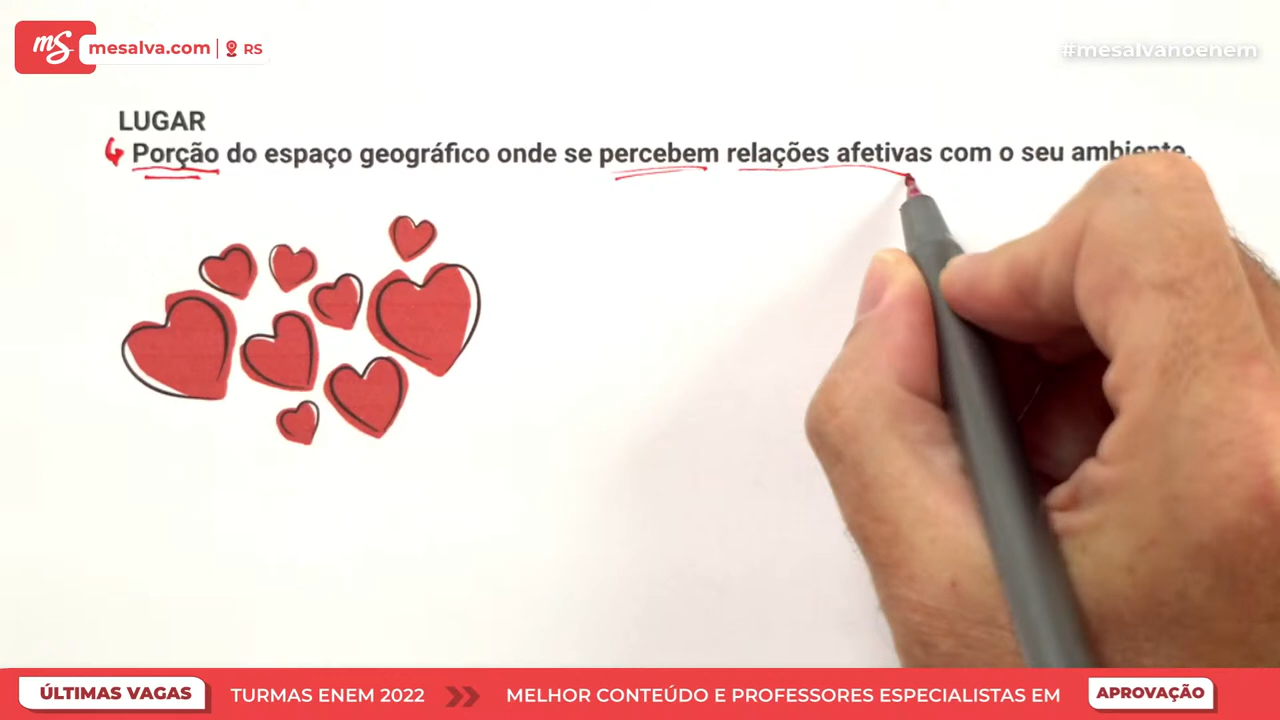 mS mesalva.com | RS
#mesalvanoenem
LUGAR
Porção do espaço geográfico onde se percebem relações afetivas com o seu ambiente.
ÚLTIMAS VAGAS TURMAS ENEM 2022 >> MELHOR CONTEÚDO E PROFESSORES ESPECIALISTAS EM APROVAÇÃO